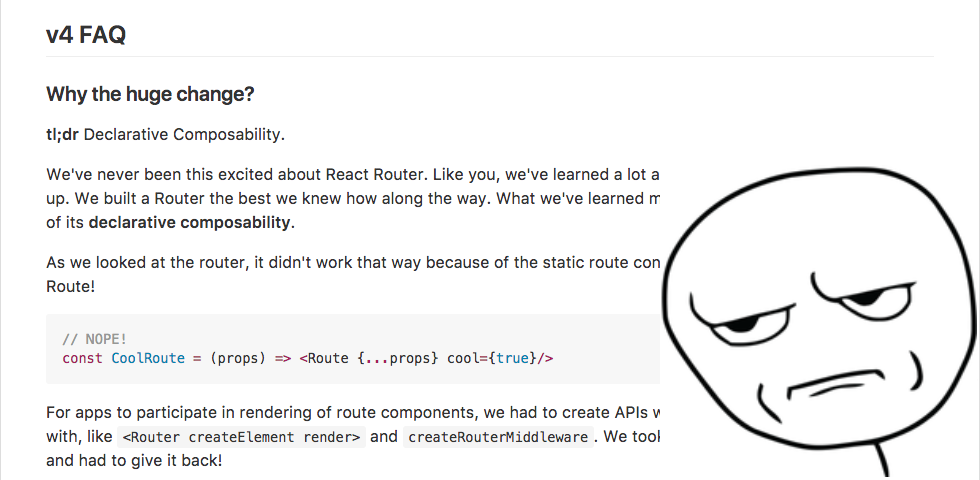 v4 FAQ
Why the huge change?
tl;dr Declarative Composability.
We've never been this excited about React Router. Like you, we've learned a lot a
up. We built a Router the best we knew how along the way. What we've learned
of its declarative composability.
As we looked at the router, it didn't work that way because of the static route
Route!
// NOPE!
const CoolRoute = (props) => <Route {...props} cool={true}/>
For apps to participate in rendering of route components, we had to create APIs
with, like <Router createElement render> and createRouterMiddleware. We took
and had to give it back!